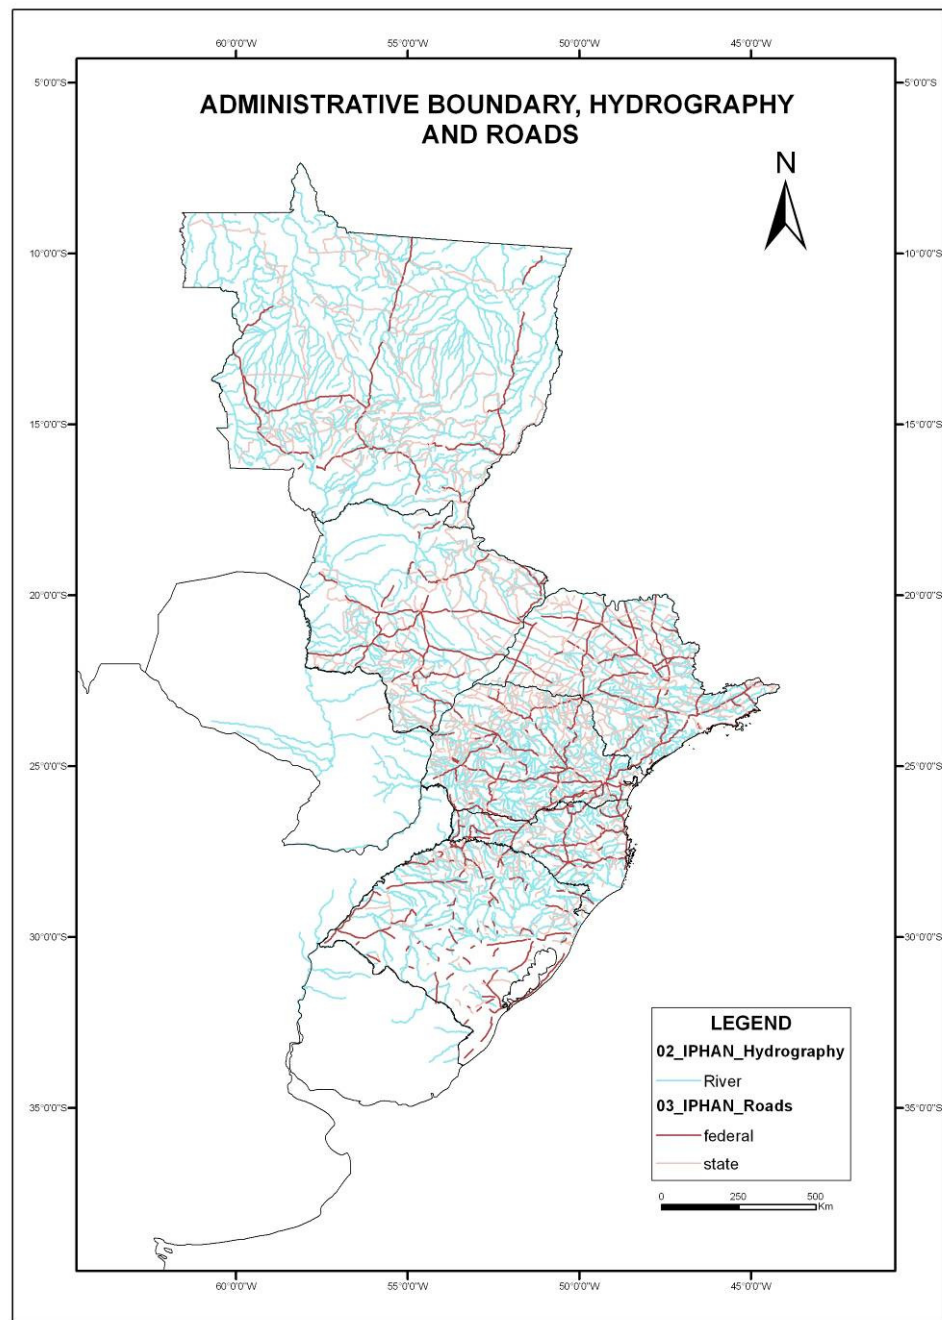 60°0'0"W 55°0'0"W 50°0'0"W 45°0'0"W
5°0'0"S 5°0'0"S
ADMINISTRATIVE BOUNDARY, HYDROGRAPHY
AND ROADS
N
10°0'0"S 10°0'0"S
15°0'0"S 15°0'0"S
20°0'0"S 20°0'0"S
25°0'0"S 25°0'0"S
30°0'0"S 30°0'0"S
LEGEND
02_IPHAN_Hydrography
River
03_IPHAN_Roads
35°0'0"S 35°0'0"S
federal
state
0 250 500
Km
60°0'0"W 55°0'0"W 50°0'0"W 45°0'0"W